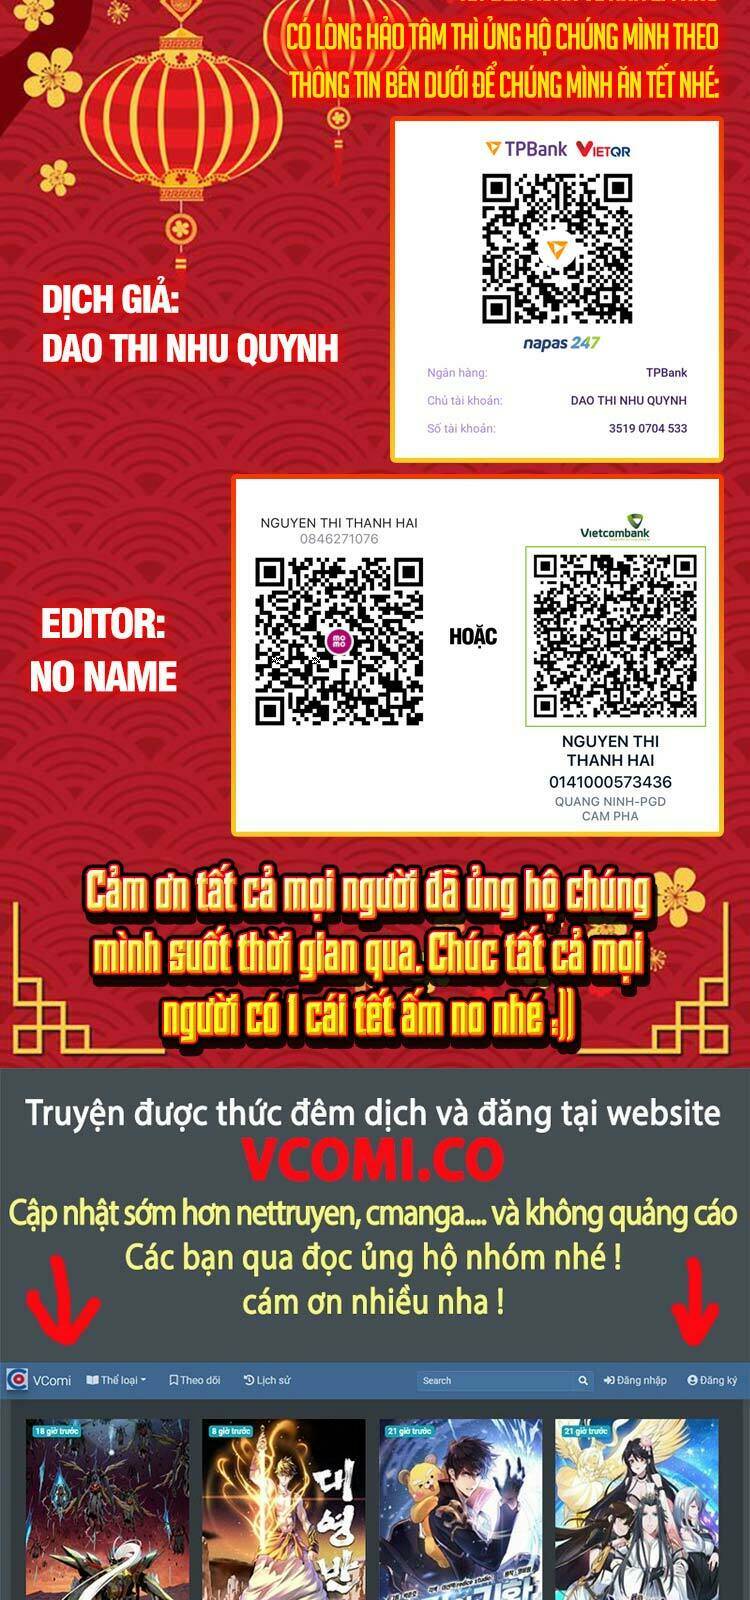 CÓ LÒNG HẢO TÂM THÌ ỦNG HỘ CHÚNG MÌNH THEO
THÔNG TIN BÊN DƯỚI ĐỂ CHÚNG MÌNH ĂN TẾT NHÉ:
TPBank VIETQR
napas 247
DỊCH GIẢ:
DAO THI NHU QUYNH
Ngân hàng: TPBank
Chủ tài khoản: DAO THI NHU QUYNH
Số tài khoản: 3519 0704 533
NGUYEN THI THANH HAI
0846271076
mo
mo
EDITOR:
NO NAME
HOẶC
Vietcombank
NGUYEN THI
THANH HAI
0141000573436
QUANG NINH-PGD
CAM PHA
Cảm ơn tất cả mọi người đã ủng hộ chúng
mình suốt thời gian qua. Chúc tất cả mọi
người có 1 cái tết ấm no nhé :))
Truyện được thức đêm dịch và đăng tại website
VCOMI.CO
Cập nhật sớm hơn nettruyen, cmanga.... và không quảng cáo
Các bạn qua đọc ủng hộ nhóm nhé !
cám ơn nhiều nha !
VComi Thể loại Theo dõi Lịch sử Search Đăng nhập Đăng ký
18 giờ trước 8 giờ trước 21 giờ trước 21 giờ trước
대
영
반